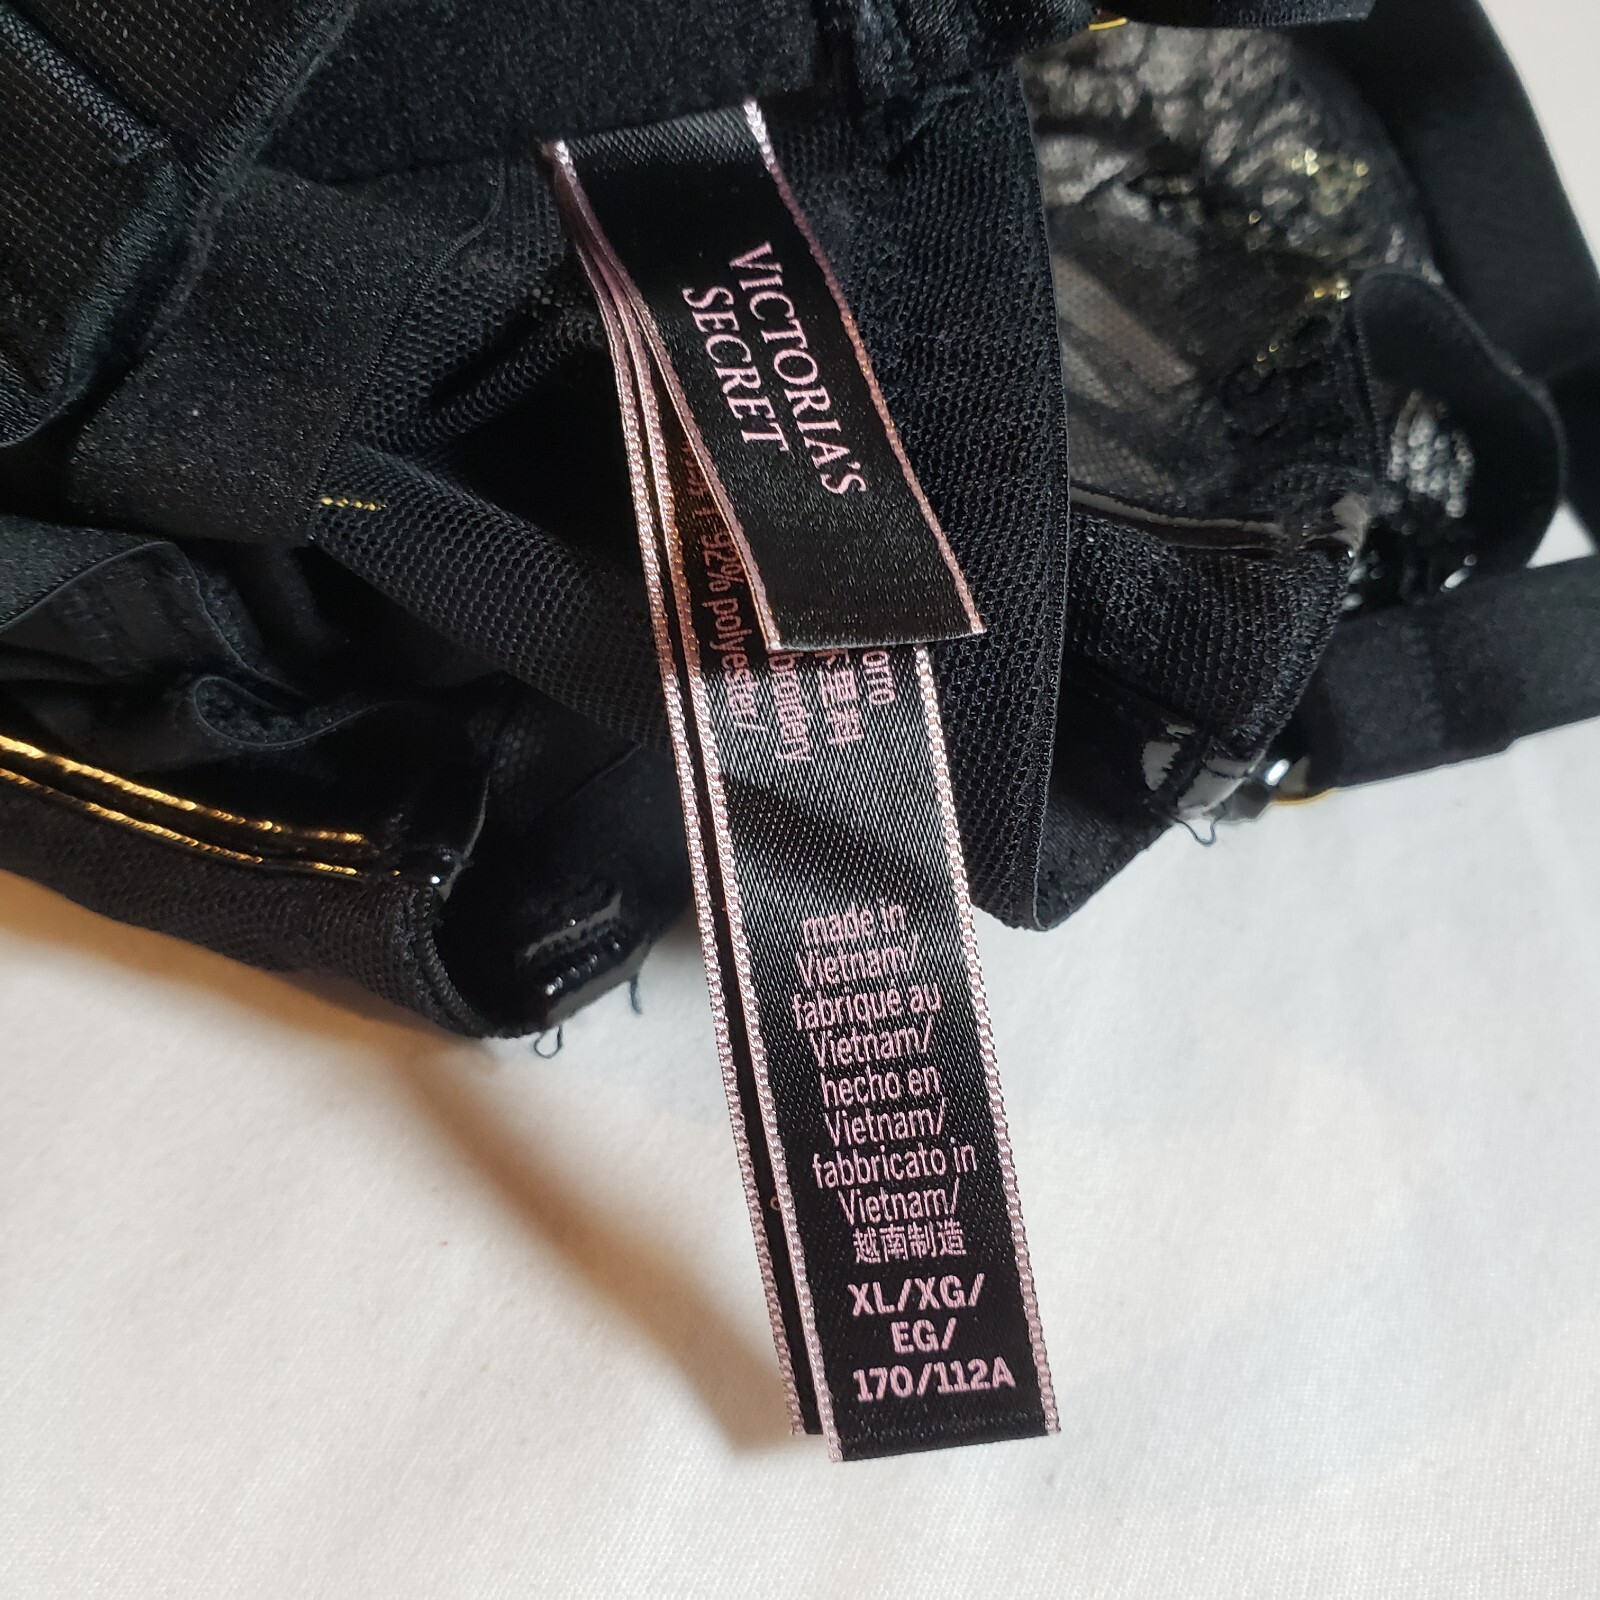 VICTORIA'S
SECRET
92% polyester/
made in
Vietnam/
fabriqué au
Vietnam/
hecho en
Vietnam/
fabbricato in
Vietnam/
越南制造
XL/XG/
EG/
170/112A